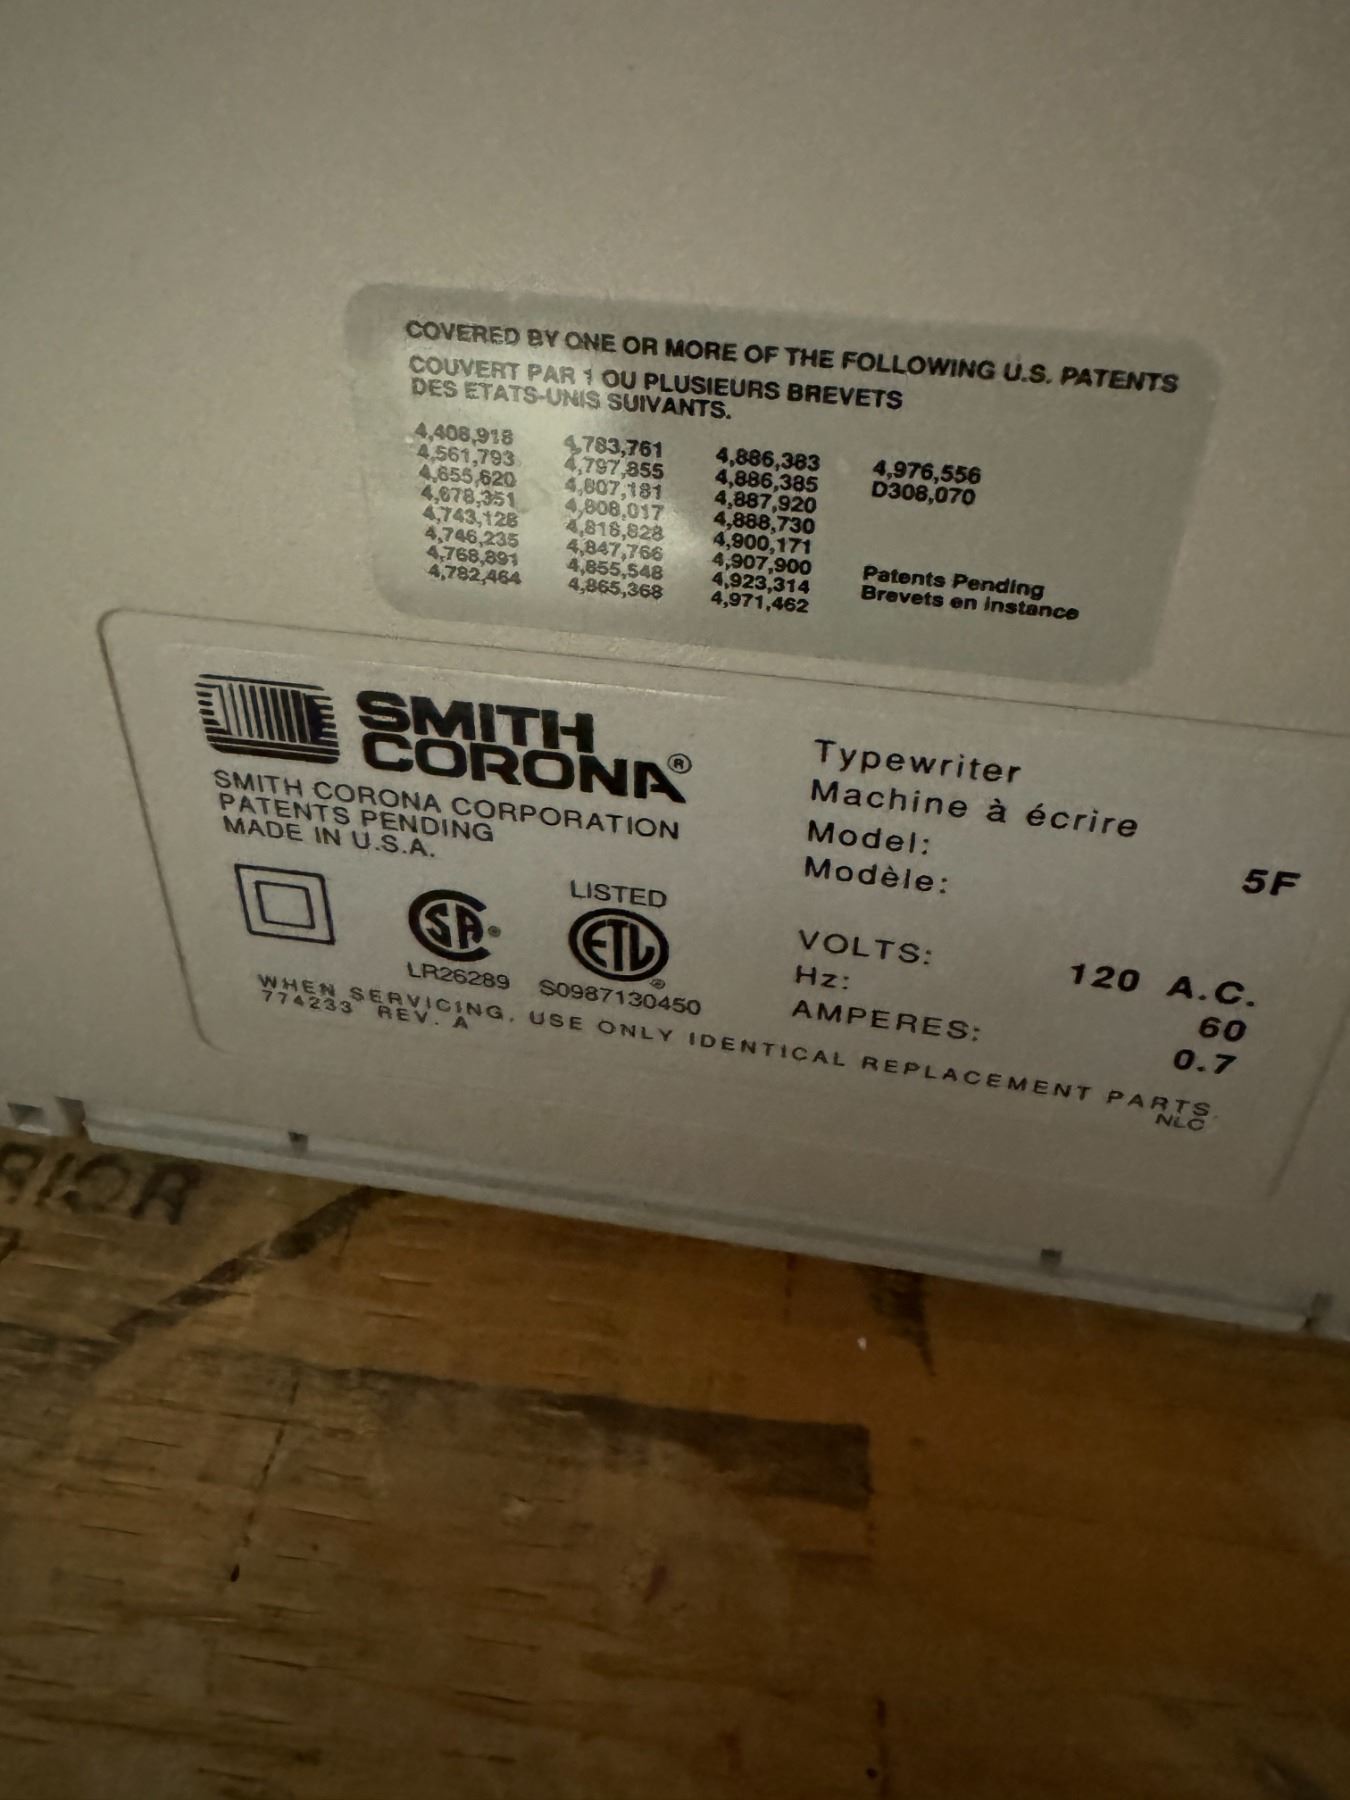 COVERED BY ONE OR MORE OF THE FOLLOWING U.S. PATENTS
COUVERT PAR 1 OU PLUSIEURS BREVETS
DES ETATS-UNIS SUIVANTS.
4,408,918 4,783,761 4,886,383 4,976,556
4,561,793 4,797,855 4,886,385 D308,070
4,655,620 4,807,181 4,887,920
4,678,351 4,808,017 4,888,730
4,743,128 4,818,828 4,900,171
4,746,235 4,847,766 4,907,900 Patents Pending
4,768,891 4,855,548 4,923,314 Brevets en instance
4,782,464 4,865,368 4,971,462
SMITH
CORONA®
SMITH CORONA CORPORATION
PATENTS PENDING
MADE IN U.S.A.
Typewriter
Machine à écrire
Model:
Modèle: 5F
LISTED
SA®
ETL®
LR26289 S0987130450
VOLTS: 120 A.C.
Hz: 60
AMPERES: 0.7
WHEN SERVICING, USE ONLY IDENTICAL REPLACEMENT PARTS.
774233 REV. A
NLC
RIOR